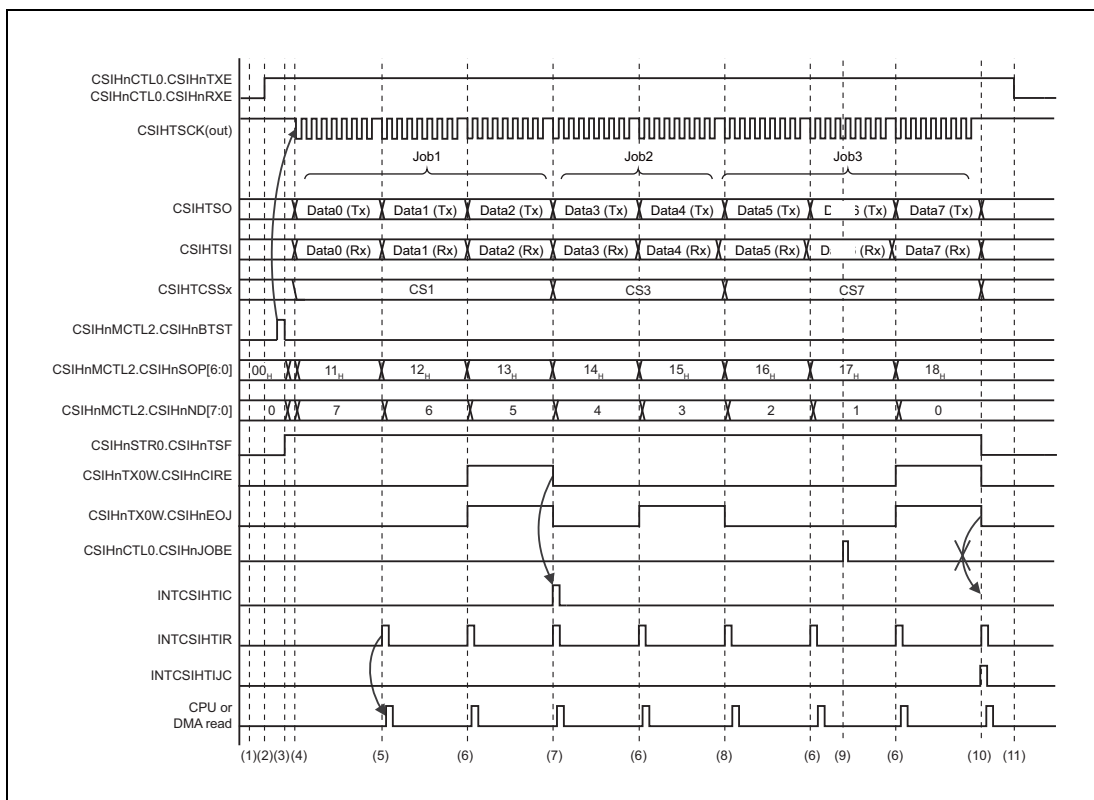 CSIHnCTL0.CSIHnTXE
CSIHnCTL0.CSIHnRXE
CSIHTSCK(out)
Job1 Job2 Job3
CSIHTSO Data0 (Tx) Data1 (Tx) Data2 (Tx) Data3 (Tx) Data4 (Tx) Data5 (Tx) (Tx) Data7 (Tx)
CSIHTSI Data0 (Rx) Data1 (Rx) Data2 (Rx) Data3 (Rx) Data4 (Rx) Data5 (Rx) (Rx) Data7 (Rx)
CSIHTCSSx CS1 CS3 CS7
CSIHnMCTL2.CSIHnBTST
CSIHnMCTL2.CSIHnSOP[6:0] 00H 11H 12H 13H 14H 15H 16H 17H 18H
CSIHnMCTL2.CSIHnND[7:0] 0 7 6 5 4 3 2 1 0
CSIHnSTR0.CSIHnTSF
CSIHnTX0W.CSIHnCIRE
CSIHnTX0W.CSIHnEOJ
CSIHnCTL0.CSIHnJOBE
INTCSIHTIC
INTCSIHTIR
INTCSIHTIJC
CPU or
DMA read
(1)(2)(3)(4) (5) (6) (7) (6) (8) (6) (9) (6) (10) (11)